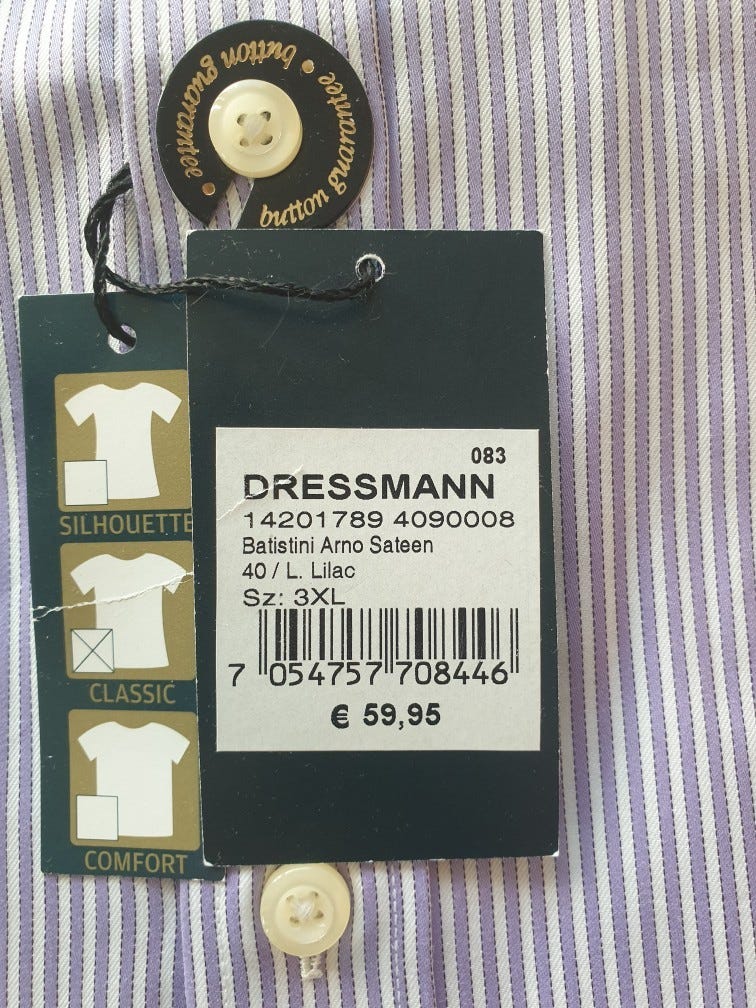 button guarantee • button guarantee •
SILHOUETTE
CLASSIC
COMFORT
083
DRESSMANN
14201789 4090008
Batistini Arno Sateen
40 / L. Lilac
Sz: 3XL
7 054757 708446
€ 59,95